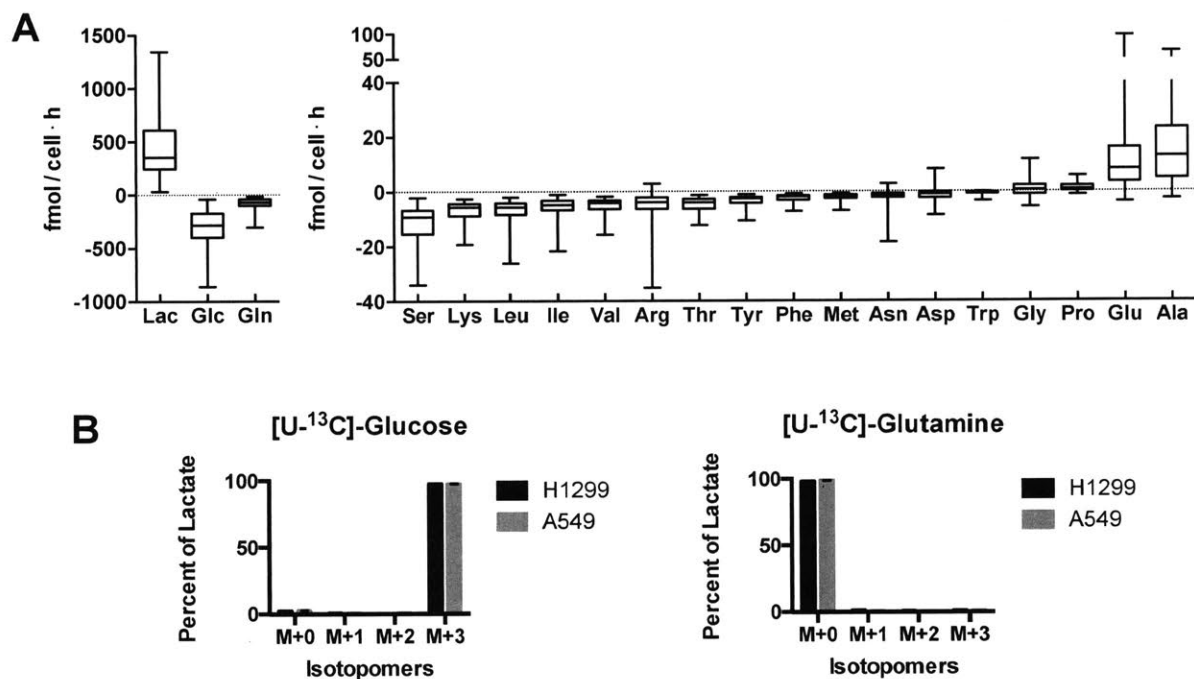 A
fmol / cell · h
1500
1000
500
0
-500
-1000
Lac Glc Gln
fmol / cell · h
100
50
40
20
0
-20
-40
Ser Lys Leu Ile Val Arg Thr Tyr Phe Met Asn Asp Trp Gly Pro Glu Ala
B
[U-¹³C]-Glucose
Percent of Lactate
100
50
0
M+0 M+1 M+2 M+3
Isotopomers
H1299
A549
[U-¹³C]-Glutamine
Percent of Lactate
100
50
0
M+0 M+1 M+2 M+3
Isotopomers
H1299
A549